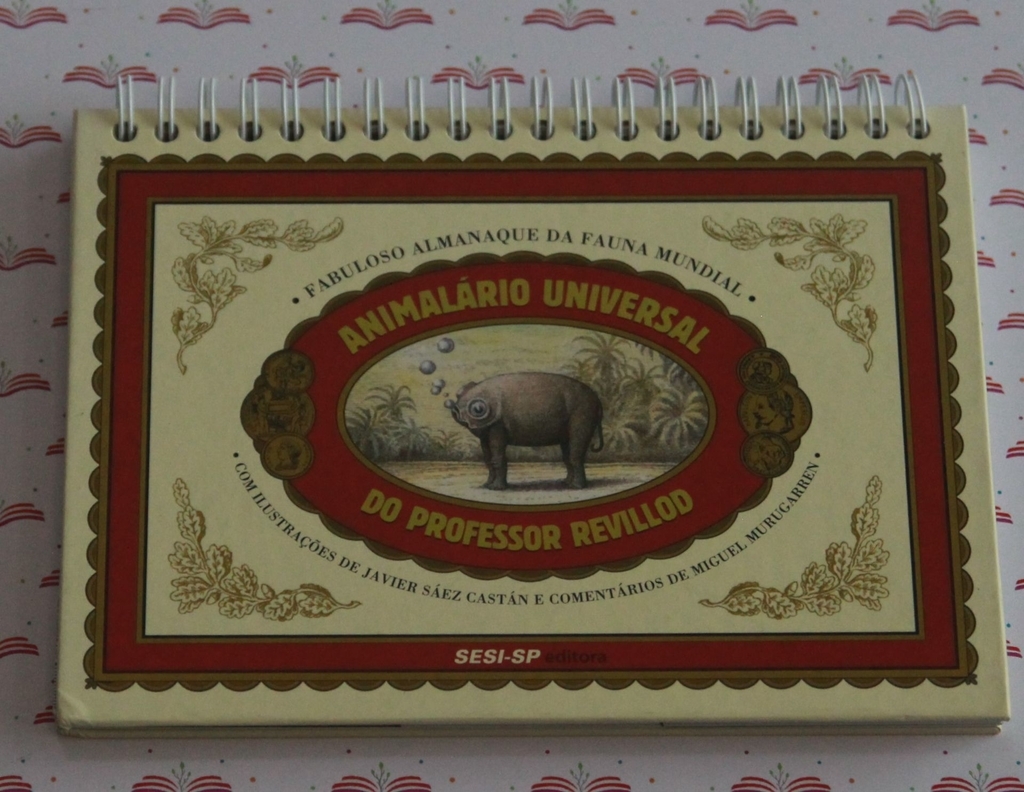 • FABULOSO ALMANAQUE DA FAUNA MUNDIAL •
ANIMALÁRIO UNIVERSAL
DO PROFESSOR REVILLOD
• COM ILUSTRAÇÕES DE JAVIER SÁEZ CASTÁN E COMENTÁRIOS DE MIGUEL MURUGARREN •
SESI-SP editora